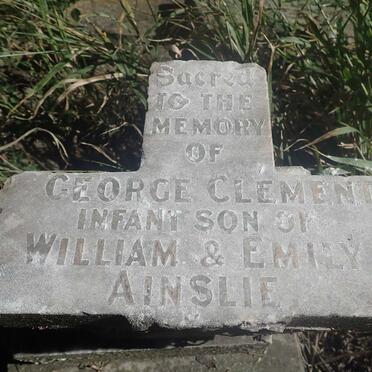 Sacred
TO THE
MEMORY
OF
GEORGE CLEMENT
INFANT SON OF
WILLIAM & EMILY
AINSLIE